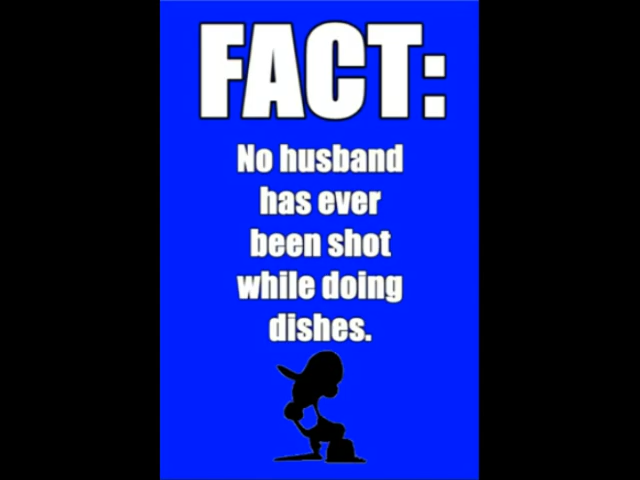 FACT:
No husband
has ever
been shot
while doing
dishes.